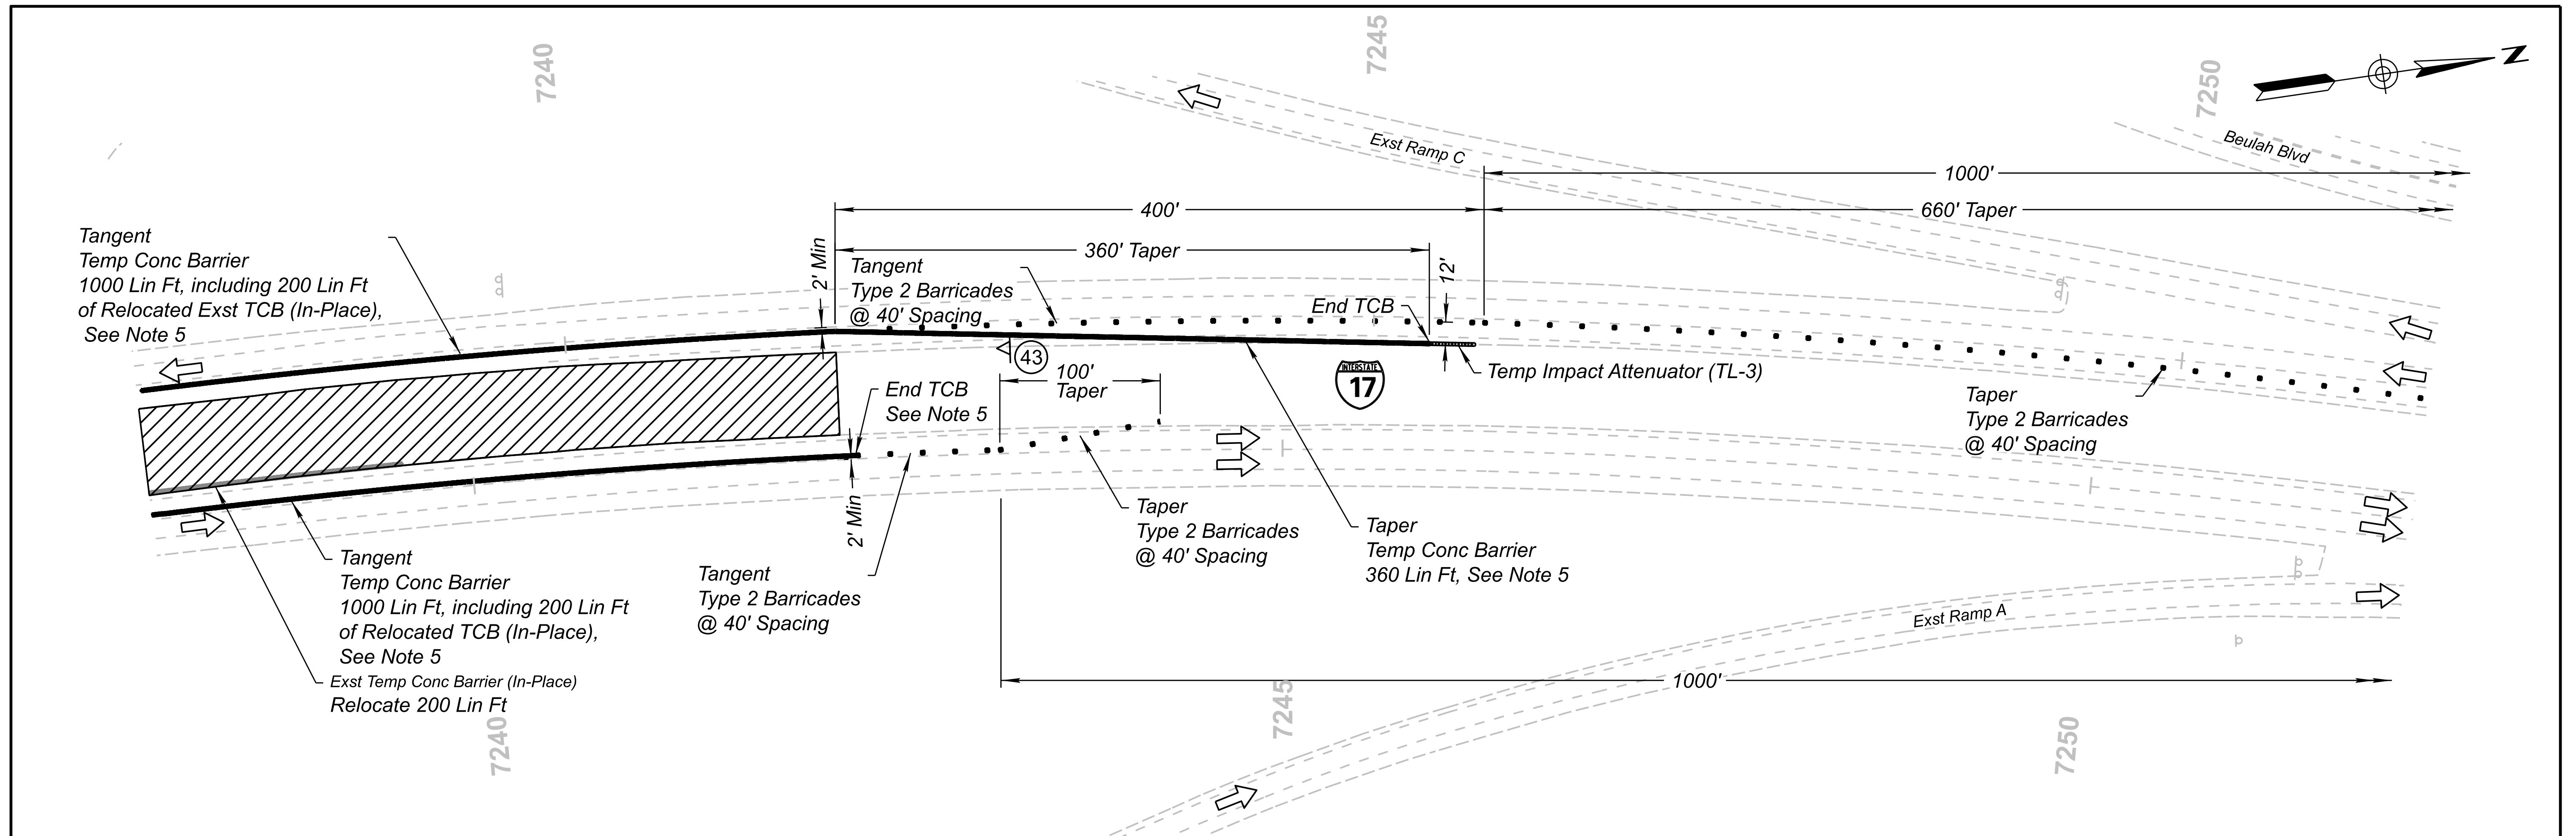 7240
7245
7250
N
Exst Ramp C
Beulah Blvd
1000'
400'
660' Taper
360' Taper
2' Min
12'
Tangent
Temp Conc Barrier
1000 Lin Ft, including 200 Lin Ft
of Relocated Exst TCB (In-Place),
See Note 5
Tangent
Type 2 Barricades
@ 40' Spacing
End TCB
43
INTERSTATE
17
Temp Impact Attenuator (TL-3)
100'
Taper
End TCB
See Note 5
Taper
Type 2 Barricades
@ 40' Spacing
2' Min
Taper
Type 2 Barricades
@ 40' Spacing
Taper
Temp Conc Barrier
360 Lin Ft, See Note 5
Tangent
Temp Conc Barrier
1000 Lin Ft, including 200 Lin Ft
of Relocated TCB (In-Place),
See Note 5
Exst Temp Conc Barrier (In-Place)
Relocate 200 Lin Ft
Tangent
Type 2 Barricades
@ 40' Spacing
Exst Ramp A
1000'
7240
7245
7250